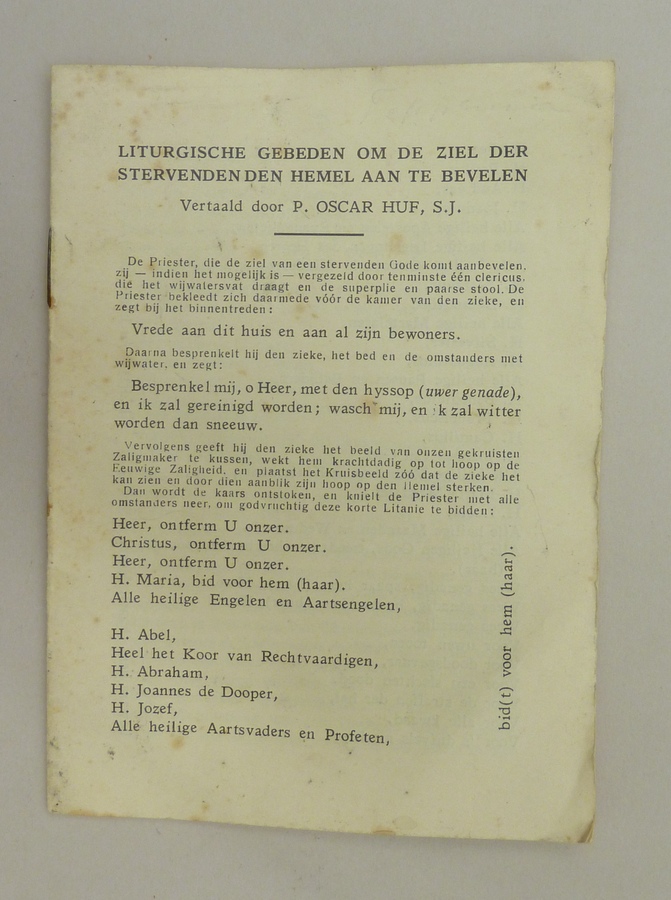 LITURGISCHE GEBEDEN OM DE ZIEL DER
STERVENDEN DEN HEMEL AAN TE BEVELEN
Vertaald door P. OSCAR HUF, S.J.
De Priester, die de ziel van een stervenden Gode komt aanbevelen,
zij — indien het mogelijk is — vergezeld door tenminste één clericus,
die het wijwatersvat draagt en de superplie en paarse stool. De
Priester bekleedt zich daarmede vóór de kamer van den zieke, en
zegt bij het binnentreden:
Vrede aan dit huis en aan al zijn bewoners.
Daarna besprenkelt hij den zieke, het bed en de omstanders met
wijwater, en zegt:
Besprenkel mij, o Heer, met den hyssop (uwer genade),
en ik zal gereinigd worden; wasch mij, en ik zal witter
worden dan sneeuw.
Vervolgens geeft hij den zieke het beeld van onzen gekruisten
Zaligmaker te kussen, wekt hem krachtdadig op tot hoop op de
Eeuwige Zaligheid, en plaatst het Kruisbeeld zóó dat de zieke het
kan zien en door dien aanblik zijn hoop op den Hemel sterken.
Dan wordt de kaars ontstoken, en knielt de Priester met alle
omstanders neer, om godvruchtig deze korte Litanie te bidden:
Heer, ontferm U onzer.
Christus, ontferm U onzer.
Heer, ontferm U onzer.
H. Maria, bid voor hem (haar).
Alle heilige Engelen en Aartsengelen,
H. Abel,
Heel het Koor van Rechtvaardigen,
H. Abraham,
H. Joannes de Dooper,
H. Jozef,
Alle heilige Aartsvaders en Profeten,
bid(t) voor hem (haar).